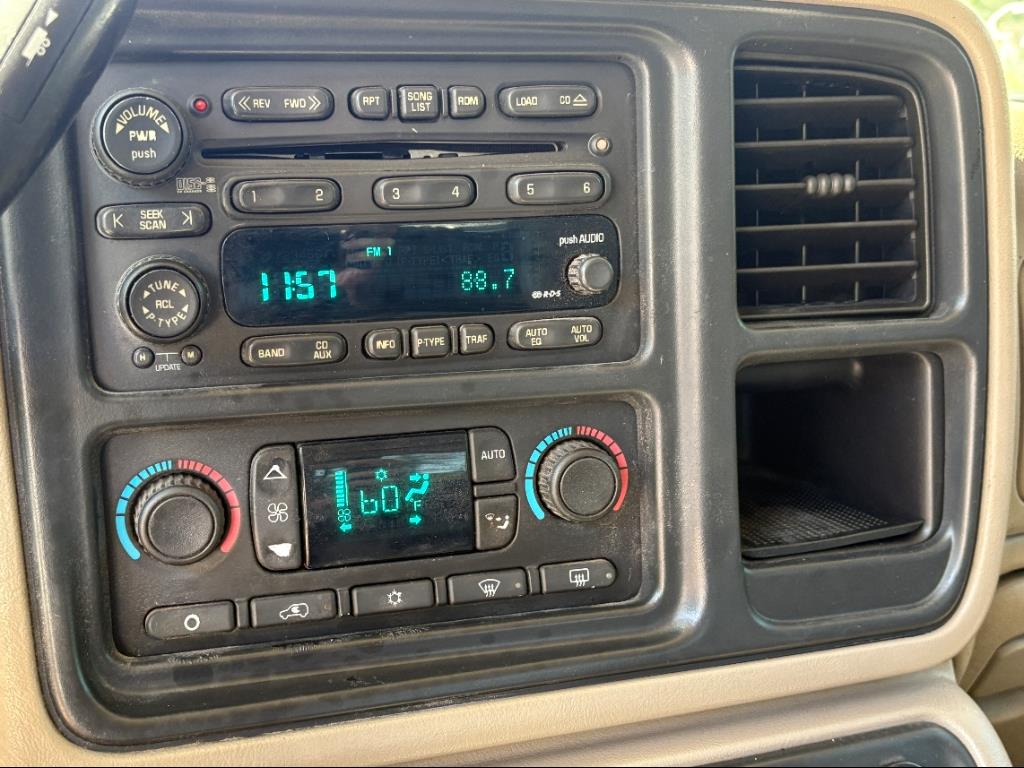 VOLUME
PWR
push
REV FWD
RPT
SONG
LIST
RDM
LOAD CD
DISC
1 2
3 4
5 6
SEEK
SCAN
FM 1
push AUDIO
11:57
88.7
R·D·S
TUNE
RCL
P-TYPE
H M
UPDATE
BAND
CD
AUX
INFO
P-TYPE
TRAF
AUTO
EQ
AUTO
VOL
AUTO
60
F